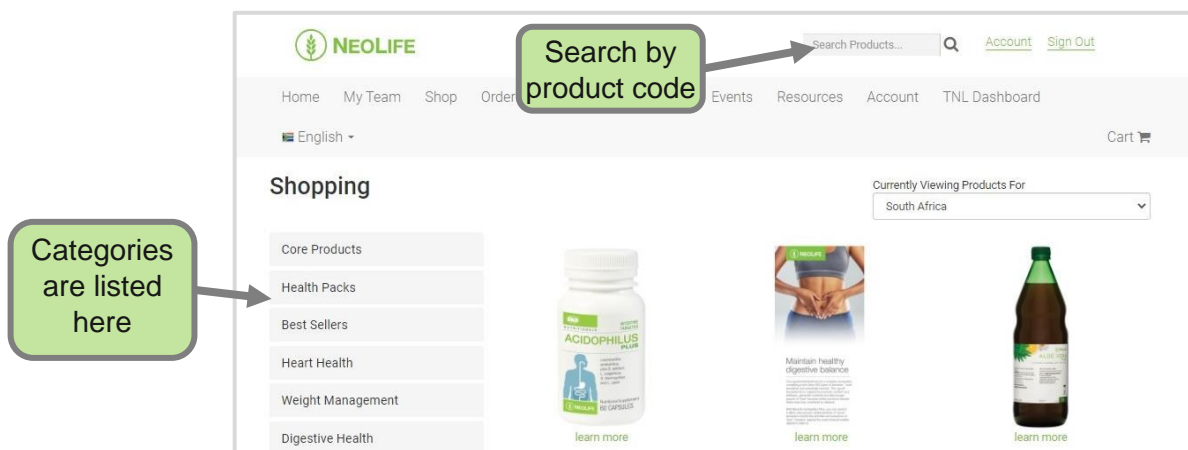 NEOLIFE
Search by
product code
Search Products...
Account
Sign Out
Home
My Team
Shop
Events
Resources
Account
TNL Dashboard
English
Cart
Shopping
Currently Viewing Products For
South Africa
Categories
are listed
here
Core Products
Health Packs
Best Sellers
Heart Health
Weight Management
Digestive Health
ACIDOPHILUS
PLUS
60 CAPSULES
NEOLIFE
NEOLIFE
Maintain healthy
digestive balance
learn more
learn more
learn more